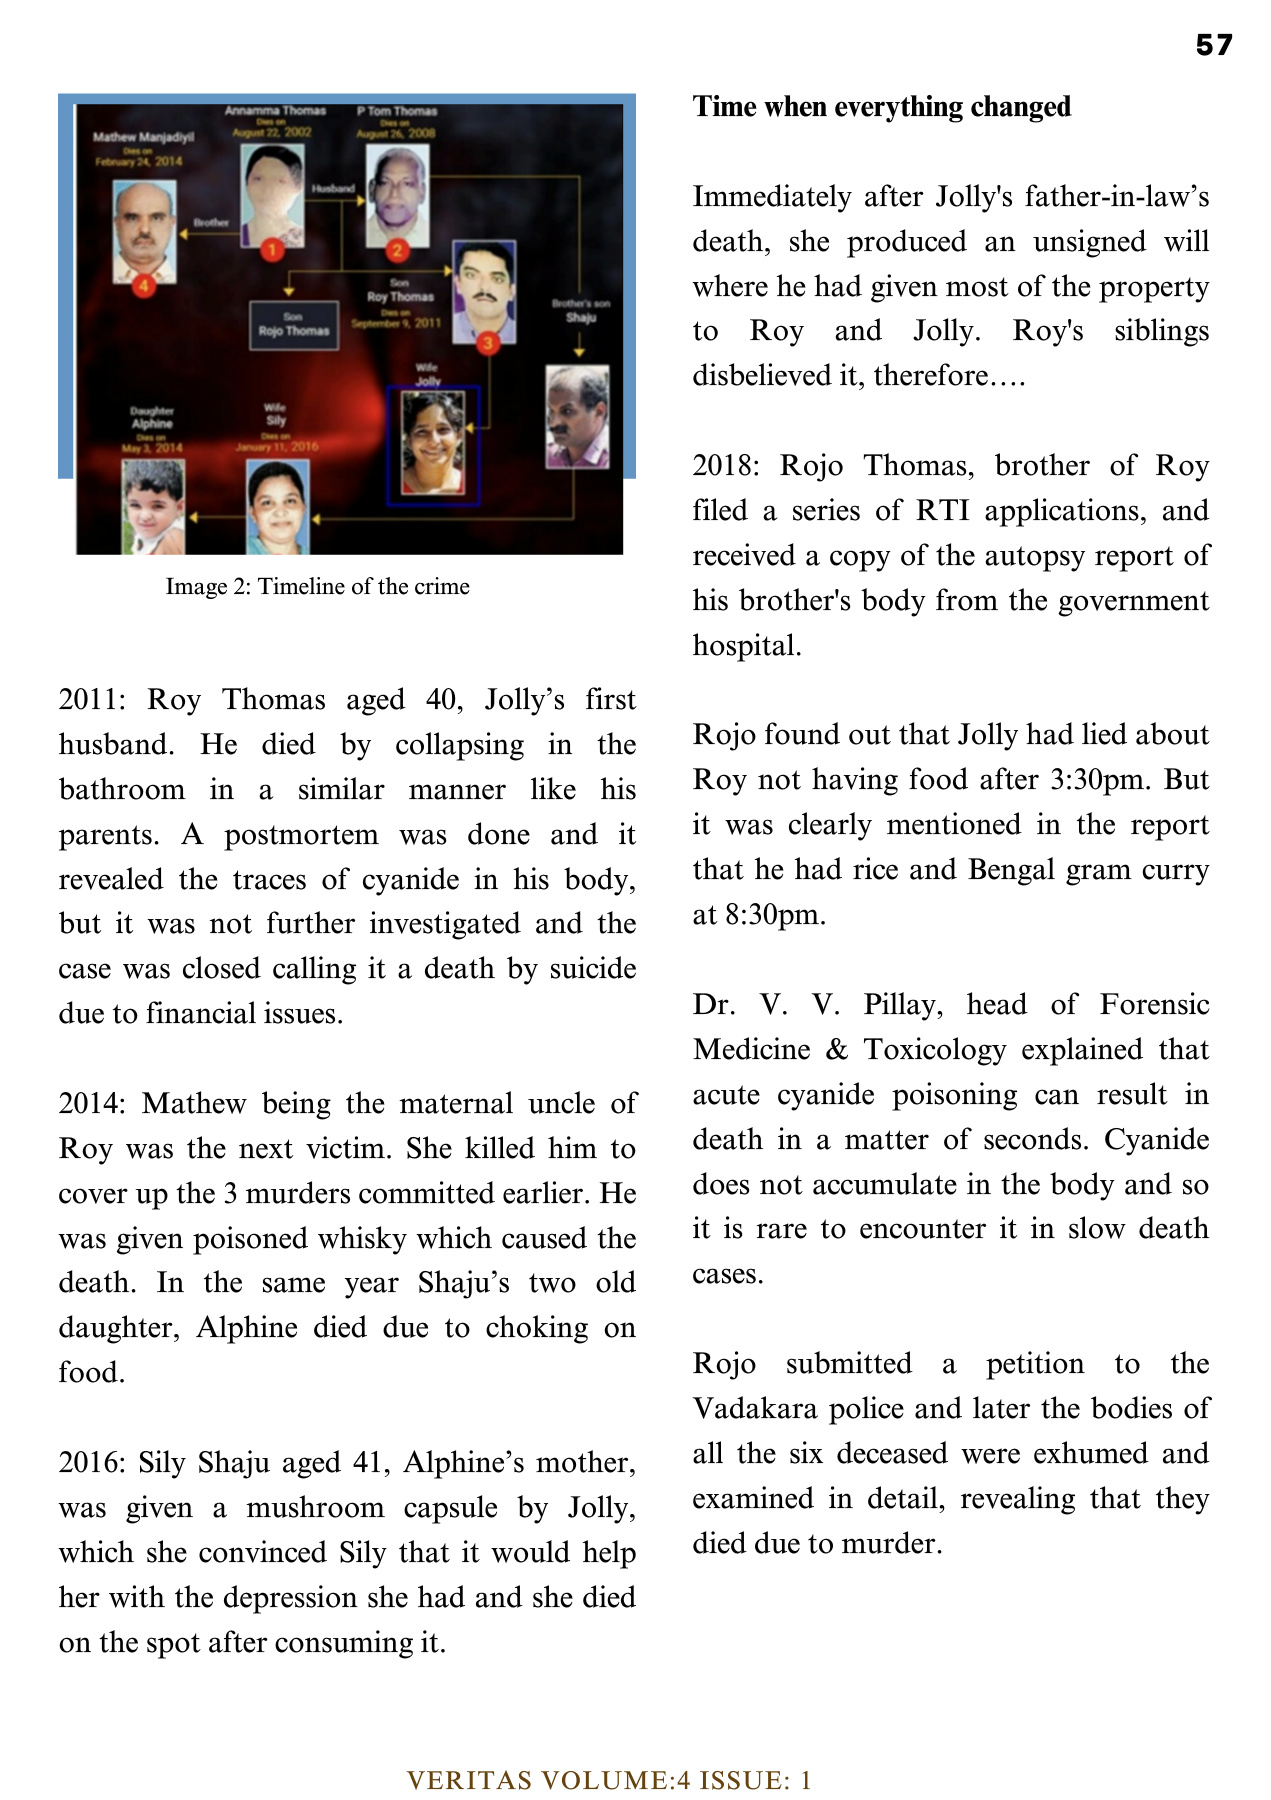 57
Annamma Thomas
Dies on
August 22, 2002
P Tom Thomas
Dies on
August 26, 2008
Mathew Manjadiyil
Dies on
February 24, 2014
Husband
Brother
1
2
4
Son
Roy Thomas
Dies on
September 9, 2011
3
Son
Rojo Thomas
Brother's son
Shaju
Wife
Jolly
Daughter
Alphine
Dies on
May 3, 2014
Wife
Sily
Dies on
January 11, 2016
Image 2: Timeline of the crime
2011: Roy Thomas aged 40, Jolly’s first
husband. He died by collapsing in the
bathroom in a similar manner like his
parents. A postmortem was done and it
revealed the traces of cyanide in his body,
but it was not further investigated and the
case was closed calling it a death by suicide
due to financial issues.
2014: Mathew being the maternal uncle of
Roy was the next victim. She killed him to
cover up the 3 murders committed earlier. He
was given poisoned whisky which caused the
death. In the same year Shaju’s two old
daughter, Alphine died due to choking on
food.
2016: Sily Shaju aged 41, Alphine’s mother,
was given a mushroom capsule by Jolly,
which she convinced Sily that it would help
her with the depression she had and she died
on the spot after consuming it.
Time when everything changed
Immediately after Jolly's father-in-law’s
death, she produced an unsigned will
where he had given most of the property
to Roy and Jolly. Roy's siblings
disbelieved it, therefore….
2018: Rojo Thomas, brother of Roy
filed a series of RTI applications, and
received a copy of the autopsy report of
his brother's body from the government
hospital.
Rojo found out that Jolly had lied about
Roy not having food after 3:30pm. But
it was clearly mentioned in the report
that he had rice and Bengal gram curry
at 8:30pm.
Dr. V. V. Pillay, head of Forensic
Medicine & Toxicology explained that
acute cyanide poisoning can result in
death in a matter of seconds. Cyanide
does not accumulate in the body and so
it is rare to encounter it in slow death
cases.
Rojo submitted a petition to the
Vadakara police and later the bodies of
all the six deceased were exhumed and
examined in detail, revealing that they
died due to murder.
VERITAS VOLUME:4 ISSUE: 1